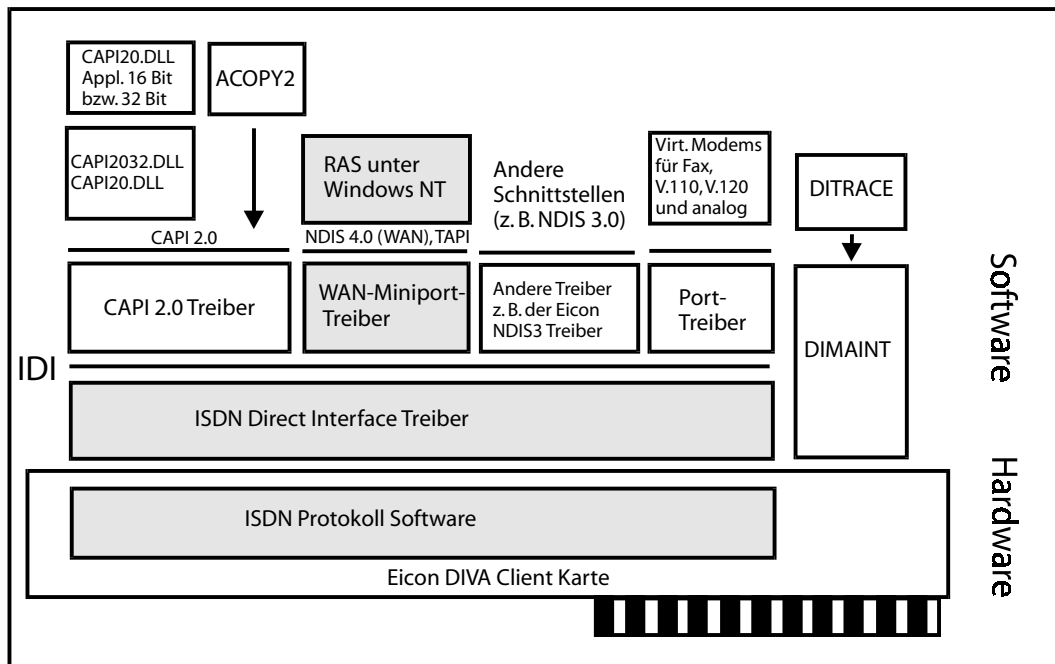 CAPI20.DLL
Appl. 16 Bit
bzw. 32 Bit
ACOPY2
CAPI2032.DLL
CAPI20.DLL
RAS unter
Windows NT
Andere
Schnittstellen
(z. B. NDIS 3.0)
Virt. Modems
für Fax,
V.110, V.120
und analog
DITRACE
CAPI 2.0
NDIS 4.0 (WAN), TAPI
CAPI 2.0 Treiber
WAN-Miniport-
Treiber
Andere Treiber
z. B. der Eicon
NDIS3 Treiber
Port-
Treiber
DIMAINT
Software
IDI
ISDN Direct Interface Treiber
ISDN Protokoll Software
Eicon DIVA Client Karte
Hardware